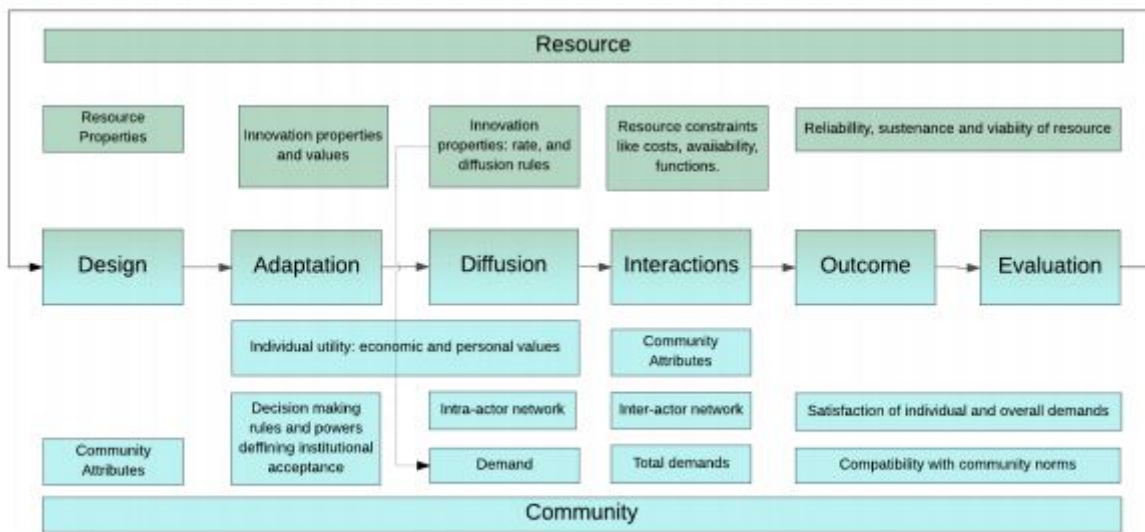 Resource
Resource
Properties
Innovation properties
and values
Innovation
properties: rate, and
diffusion rules
Resource constraints
like costs, availability,
functions.
Reliability, sustenance and viabiity of resource
Design
Adaptation
Diffusion
Interactions
Outcome
Evaluation
Individual utility: economic and personal values
Community
Attributes
Decision making
rules and powers
deffining institutional
acceptance
Intra-actor network
Inter-actor network
Satisfaction of individual and overall demands
Community
Attributes
Demand
Total demands
Compatibility with community norms
Community